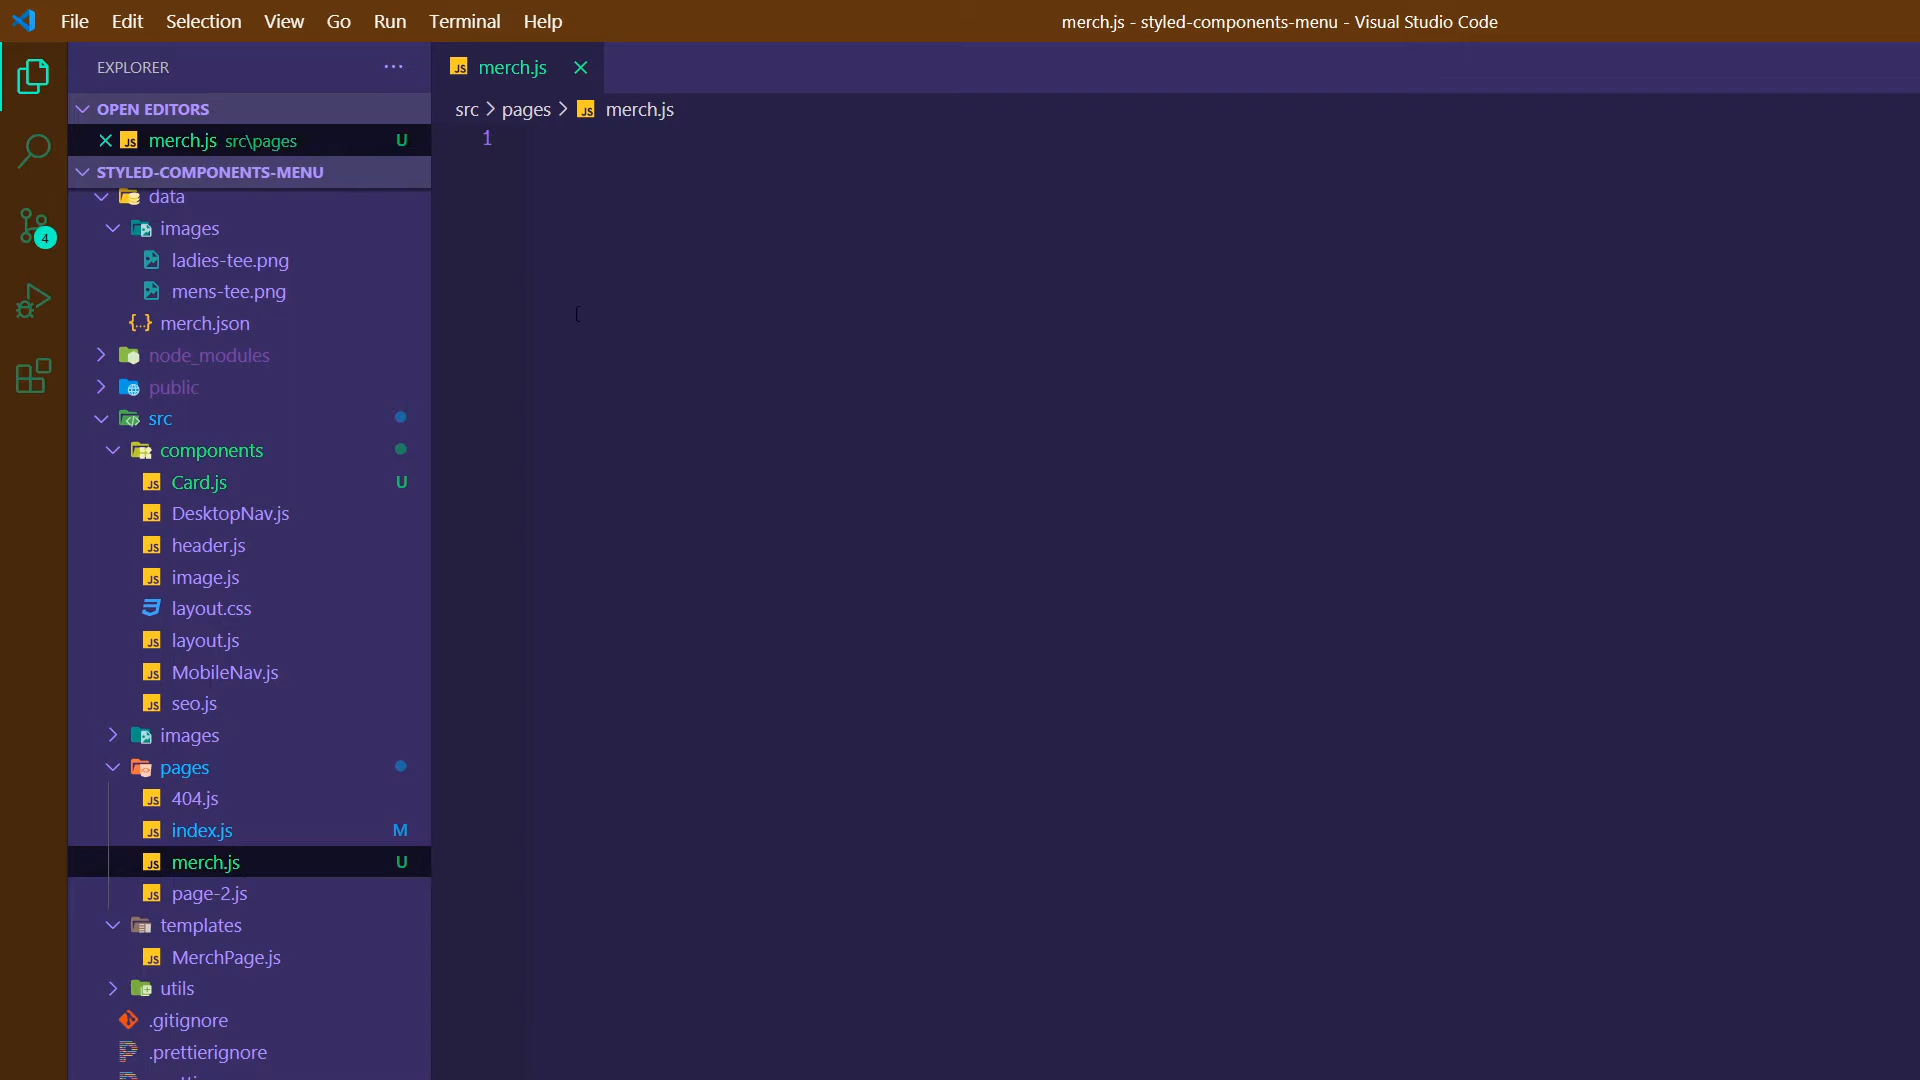 File Edit Selection View Go Run Terminal Help
merch.js - styled-components-menu - Visual Studio Code
EXPLORER
OPEN EDITORS
merch.js src\pages U
STYLED-COMPONENTS-MENU
data
images
ladies-tee.png
mens-tee.png
merch.json
node_modules
public
src
components
Card.js U
DesktopNav.js
header.js
image.js
layout.css
layout.js
MobileNav.js
seo.js
images
pages
404.js
index.js M
merch.js U
page-2.js
templates
MerchPage.js
utils
.gitignore
.prettierignore
4
merch.js
src > pages > JS merch.js
1